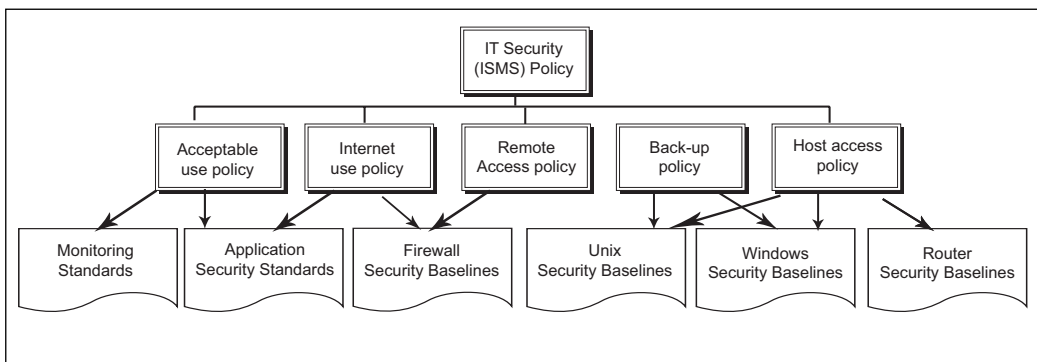 IT Security
(ISMS) Policy
Acceptable
use policy
Internet
use policy
Remote
Access policy
Back-up
policy
Host access
policy
Monitoring
Standards
Application
Security Standards
Firewall
Security Baselines
Unix
Security Baselines
Windows
Security Baselines
Router
Security Baselines